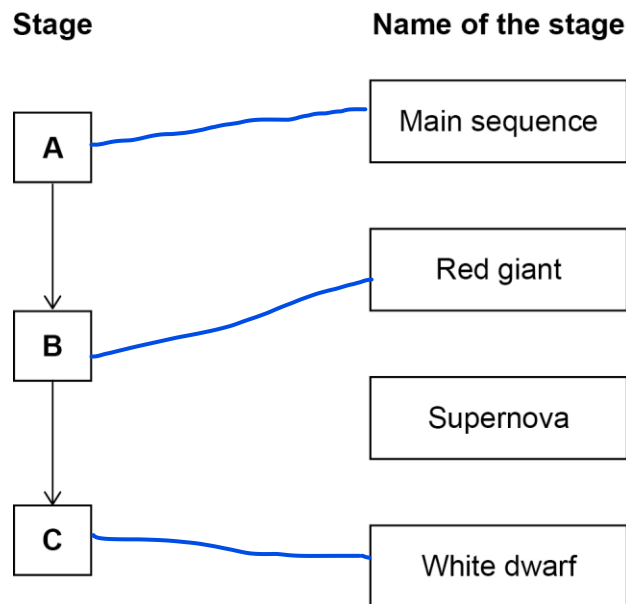 Stage
Name of the stage
Main sequence
A
Red giant
B
Supernova
C
White dwarf